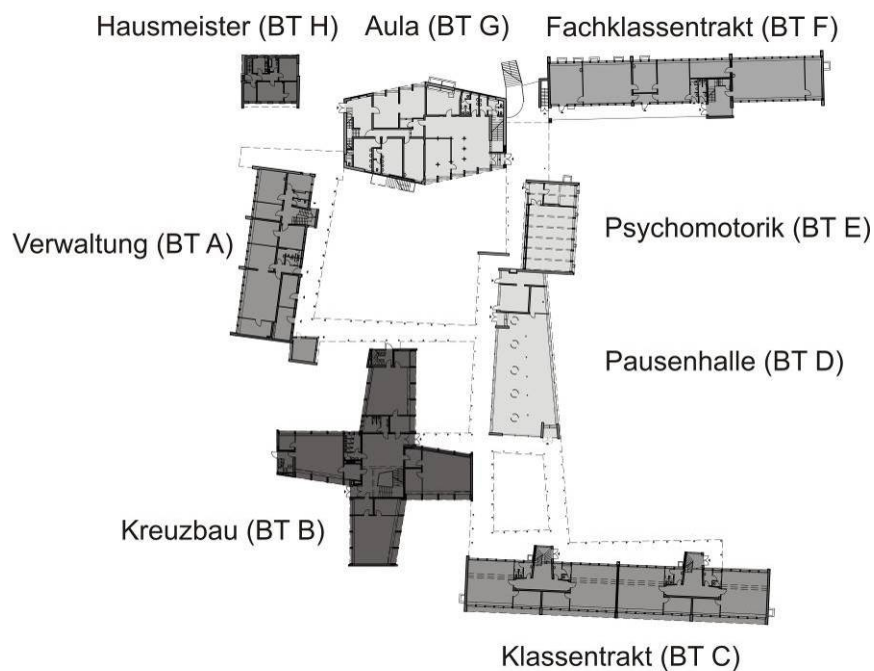 Hausmeister (BT H)
Aula (BT G)
Fachklassentrakt (BT F)
Verwaltung (BT A)
Psychomotorik (BT E)
Pausenhalle (BT D)
Kreuzbau (BT B)
Klassentrakt (BT C)